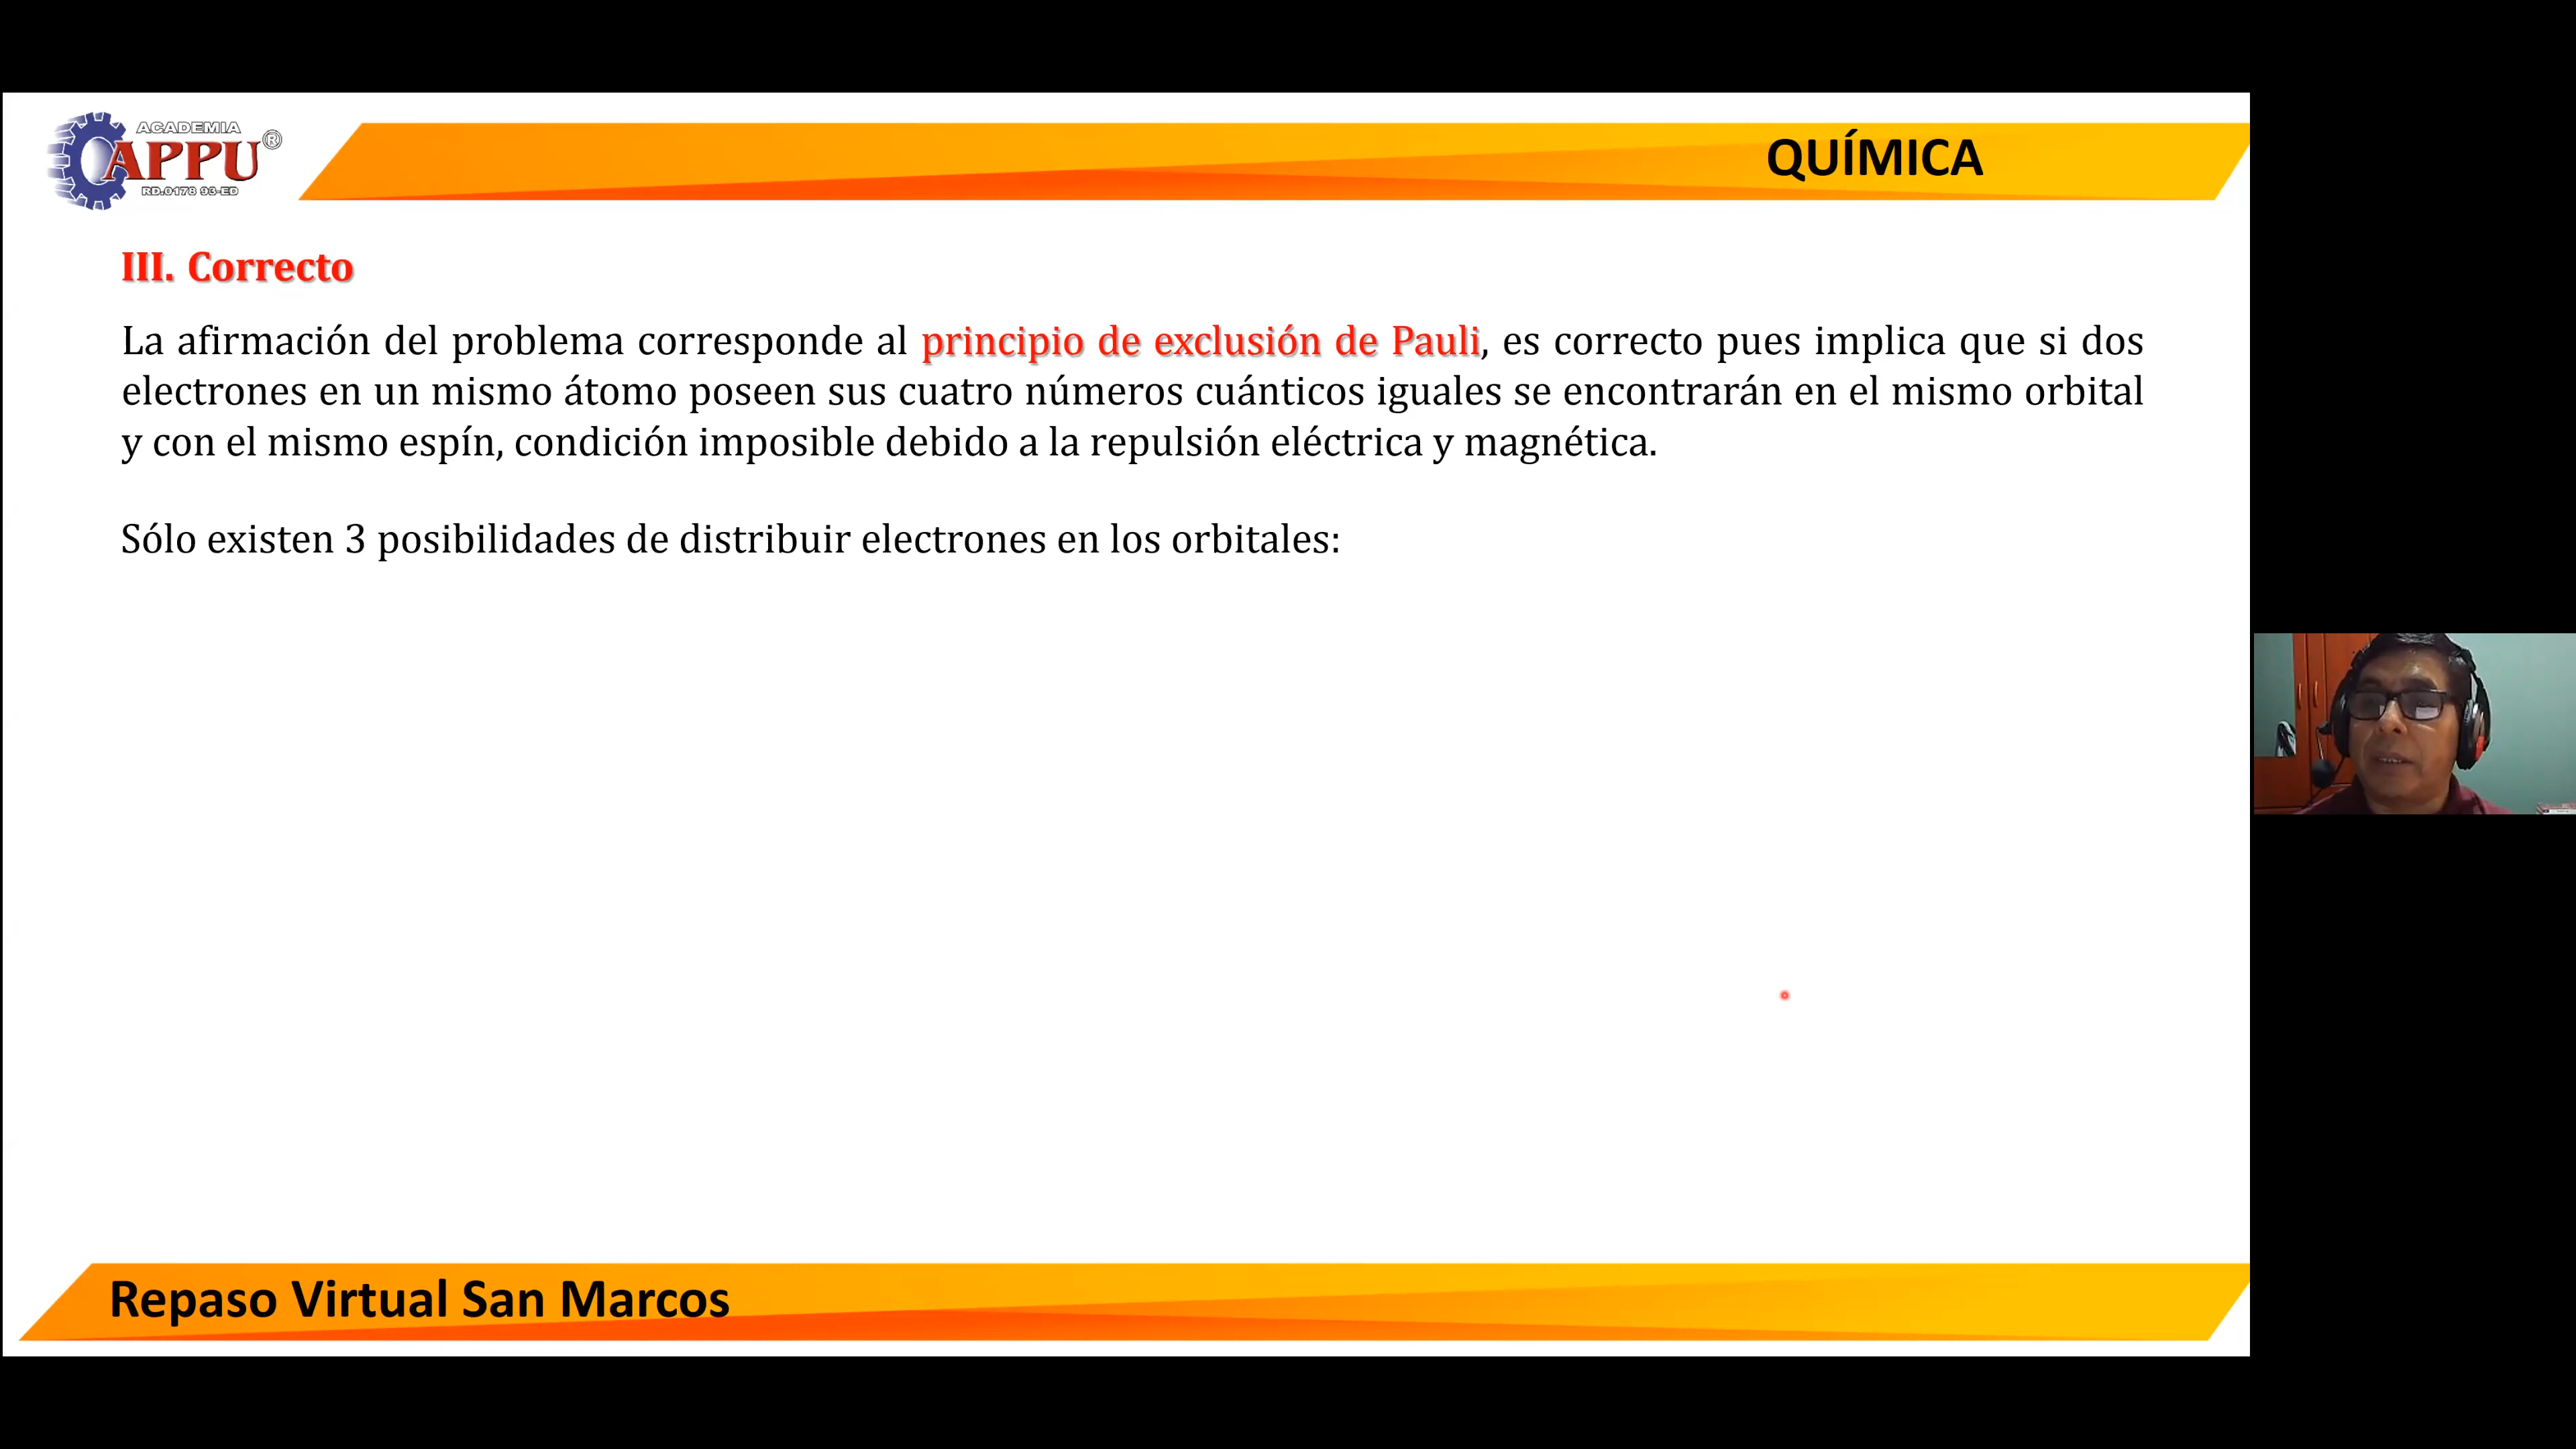 ACADEMIA
APPU®
RD.0178 93-ED
QUÍMICA
III. Correcto
La afirmación del problema corresponde al principio de exclusión de Pauli, es correcto pues implica que si dos
electrones en un mismo átomo poseen sus cuatro números cuánticos iguales se encontrarán en el mismo orbital
y con el mismo espín, condición imposible debido a la repulsión eléctrica y magnética.
Sólo existen 3 posibilidades de distribuir electrones en los orbitales:
Repaso Virtual San Marcos